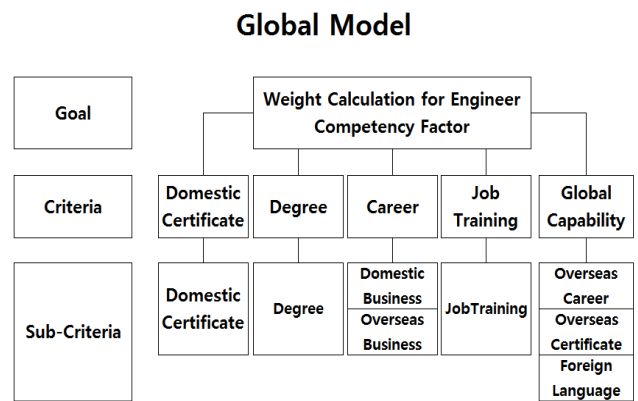 Global Model
Goal
Weight Calculation for Engineer
Competency Factor
Criteria
Domestic
Certificate
Degree
Career
Job
Training
Global
Capability
Sub-Criteria
Domestic
Certificate
Degree
Domestic
Business
Overseas
Business
JobTraining
Overseas
Career
Overseas
Certificate
Foreign
Language